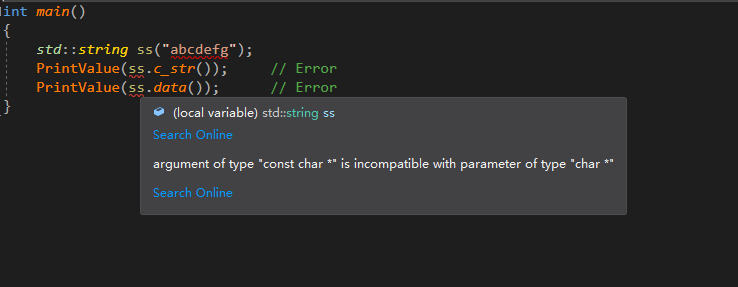 int main()
{
    std::string ss("abcdefg");
    PrintValue(ss.c_str());     // Error
    PrintValue(ss.data());      // Error
}
(local variable) std::string ss
Search Online
argument of type "const char *" is incompatible with parameter of type "char *"
Search Online